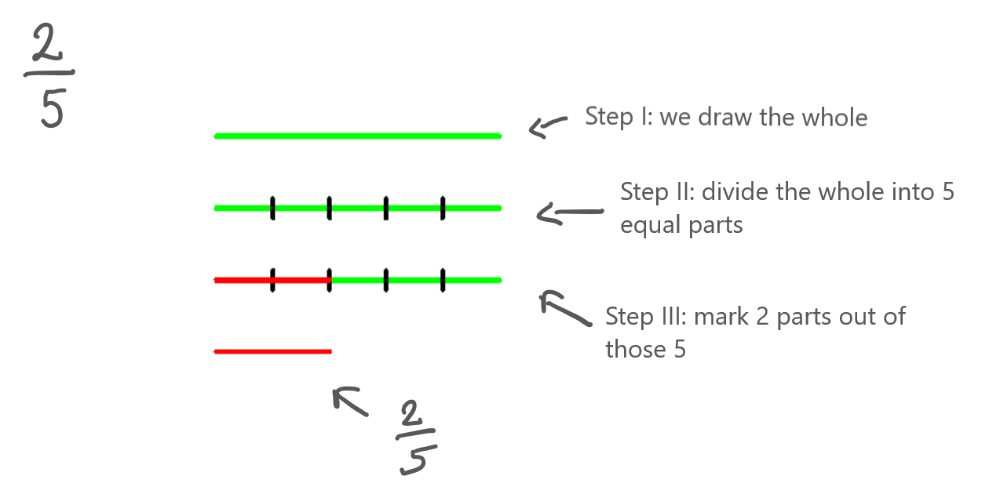 2
5
Step I: we draw the whole
Step II: divide the whole into 5
equal parts
Step III: mark 2 parts out of
those 5
2
5